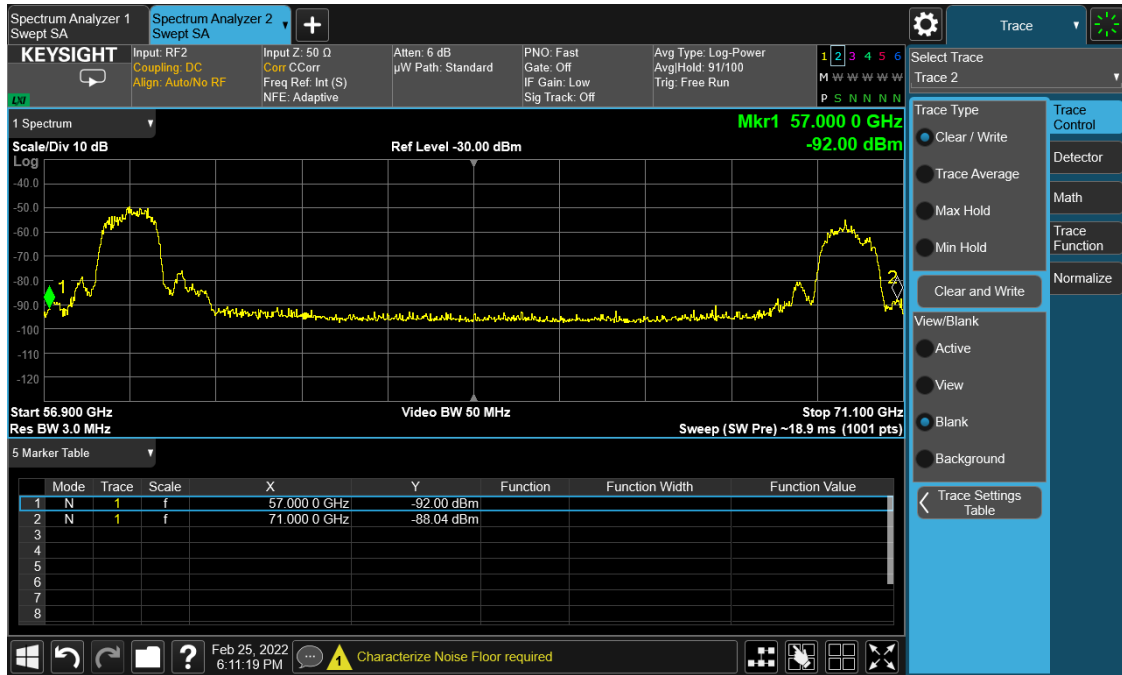 Spectrum Analyzer 1
Swept SA
Spectrum Analyzer 2
Swept SA
Trace
KEYSIGHT
LXI
Input: RF2
Coupling: DC
Align: Auto/No RF
Input Z: 50 Ω
Corr CCorr
Freq Ref: Int (S)
NFE: Adaptive
Atten: 6 dB
µW Path: Standard
PNO: Fast
Gate: Off
IF Gain: Low
Sig Track: Off
Avg Type: Log-Power
Avg|Hold: 91/100
Trig: Free Run
1 2 3 4 5 6
M W W W W W
P S N N N N
Select Trace
Trace 2
1 Spectrum
Mkr1 57.000 0 GHz
Scale/Div 10 dB
Ref Level -30.00 dBm
-92.00 dBm
Log
-40.0
-50.0
-60.0
-70.0
-80.0
-90.0
-100
-110
-120
1
2
Start 56.900 GHz
Video BW 50 MHz
Stop 71.100 GHz
Res BW 3.0 MHz
Sweep (SW Pre) ~18.9 ms (1001 pts)
Trace Type
Clear / Write
Trace Average
Max Hold
Min Hold
Clear and Write
View/Blank
Active
View
Blank
Background
Trace Settings
Table
Trace
Control
Detector
Math
Trace
Function
Normalize
5 Marker Table
Mode Trace Scale X Y Function Function Width Function Value
1 N 1 f 57.000 0 GHz -92.00 dBm
2 N 1 f 71.000 0 GHz -88.04 dBm
3
4
5
6
7
8
?
Feb 25, 2022
6:11:19 PM
1
Characterize Noise Floor required